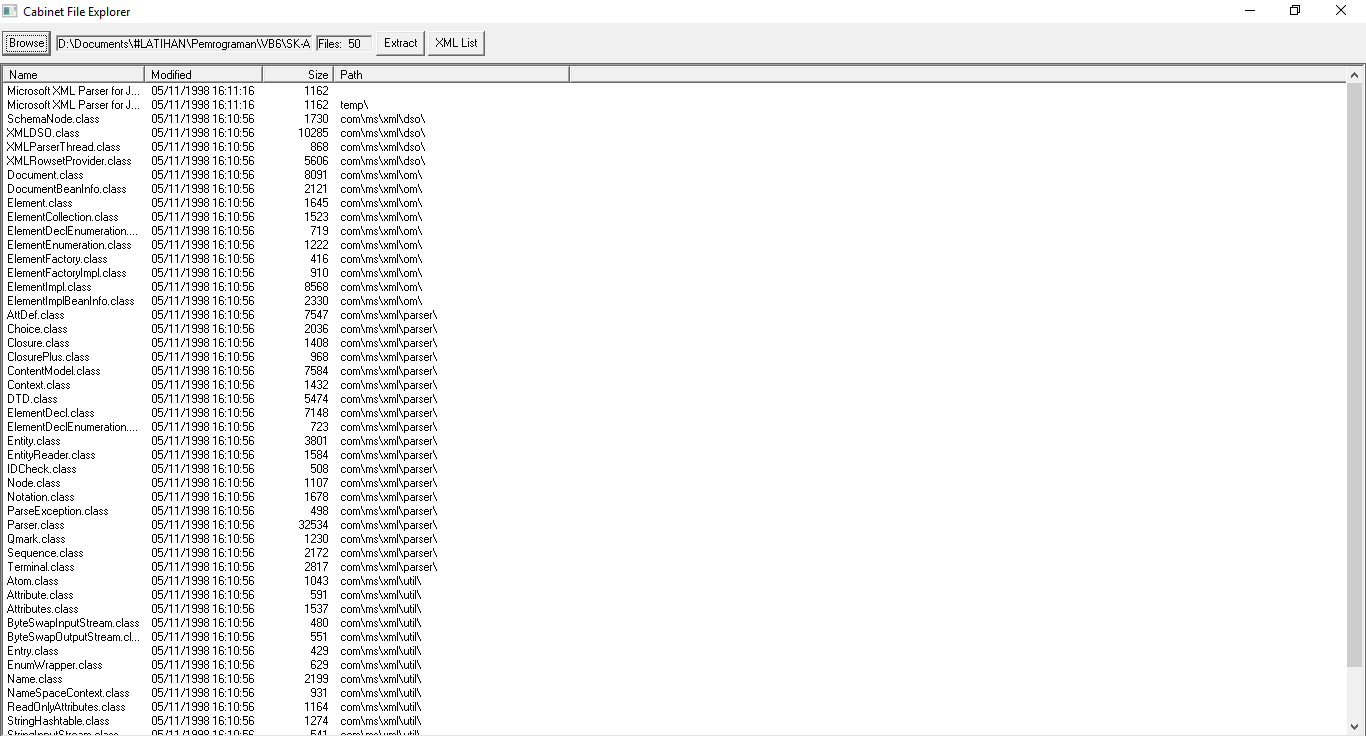 Cabinet File Explorer
Browse D:\Documents\#LATIHAN\Pemrograman\VB6\SK-A Files: 50 Extract XML List
Name Modified Size Path
Microsoft XML Parser for J... 05/11/1998 16:11:16 1162
Microsoft XML Parser for J... 05/11/1998 16:11:16 1162 temp\
SchemaNode.class 05/11/1998 16:10:56 1730 com\ms\xml\dso\
XMLDSO.class 05/11/1998 16:10:56 10285 com\ms\xml\dso\
XMLParserThread.class 05/11/1998 16:10:56 868 com\ms\xml\dso\
XMLRowsetProvider.class 05/11/1998 16:10:56 5606 com\ms\xml\dso\
Document.class 05/11/1998 16:10:56 8091 com\ms\xml\om\
DocumentBeanInfo.class 05/11/1998 16:10:56 2121 com\ms\xml\om\
Element.class 05/11/1998 16:10:56 1645 com\ms\xml\om\
ElementCollection.class 05/11/1998 16:10:56 1523 com\ms\xml\om\
ElementDeclEnumeration.... 05/11/1998 16:10:56 719 com\ms\xml\om\
ElementEnumeration.class 05/11/1998 16:10:56 1222 com\ms\xml\om\
ElementFactory.class 05/11/1998 16:10:56 416 com\ms\xml\om\
ElementFactoryImpl.class 05/11/1998 16:10:56 910 com\ms\xml\om\
ElementImpl.class 05/11/1998 16:10:56 8568 com\ms\xml\om\
ElementImplBeanInfo.class 05/11/1998 16:10:56 2330 com\ms\xml\om\
AttDef.class 05/11/1998 16:10:56 7547 com\ms\xml\parser\
Choice.class 05/11/1998 16:10:56 2036 com\ms\xml\parser\
Closure.class 05/11/1998 16:10:56 1408 com\ms\xml\parser\
ClosurePlus.class 05/11/1998 16:10:56 968 com\ms\xml\parser\
ContentModel.class 05/11/1998 16:10:56 7584 com\ms\xml\parser\
Context.class 05/11/1998 16:10:56 1432 com\ms\xml\parser\
DTD.class 05/11/1998 16:10:56 5474 com\ms\xml\parser\
ElementDecl.class 05/11/1998 16:10:56 7148 com\ms\xml\parser\
ElementDeclEnumeration.... 05/11/1998 16:10:56 723 com\ms\xml\parser\
Entity.class 05/11/1998 16:10:56 3801 com\ms\xml\parser\
EntityReader.class 05/11/1998 16:10:56 1584 com\ms\xml\parser\
IDCheck.class 05/11/1998 16:10:56 508 com\ms\xml\parser\
Node.class 05/11/1998 16:10:56 1107 com\ms\xml\parser\
Notation.class 05/11/1998 16:10:56 1678 com\ms\xml\parser\
ParseException.class 05/11/1998 16:10:56 498 com\ms\xml\parser\
Parser.class 05/11/1998 16:10:56 32534 com\ms\xml\parser\
Qmark.class 05/11/1998 16:10:56 1230 com\ms\xml\parser\
Sequence.class 05/11/1998 16:10:56 2172 com\ms\xml\parser\
Terminal.class 05/11/1998 16:10:56 2817 com\ms\xml\parser\
Atom.class 05/11/1998 16:10:56 1043 com\ms\xml\util\
Attribute.class 05/11/1998 16:10:56 591 com\ms\xml\util\
Attributes.class 05/11/1998 16:10:56 1537 com\ms\xml\util\
ByteSwapInputStream.class 05/11/1998 16:10:56 480 com\ms\xml\util\
ByteSwapOutputStream.cl... 05/11/1998 16:10:56 551 com\ms\xml\util\
Entry.class 05/11/1998 16:10:56 429 com\ms\xml\util\
EnumWrapper.class 05/11/1998 16:10:56 629 com\ms\xml\util\
Name.class 05/11/1998 16:10:56 2199 com\ms\xml\util\
NameSpaceContext.class 05/11/1998 16:10:56 931 com\ms\xml\util\
ReadOnlyAttributes.class 05/11/1998 16:10:56 1164 com\ms\xml\util\
StringHashtable.class 05/11/1998 16:10:56 1274 com\ms\xml\util\
StringInputStream.class 05/11/1998 16:10:56 541 com\ms\xml\util\